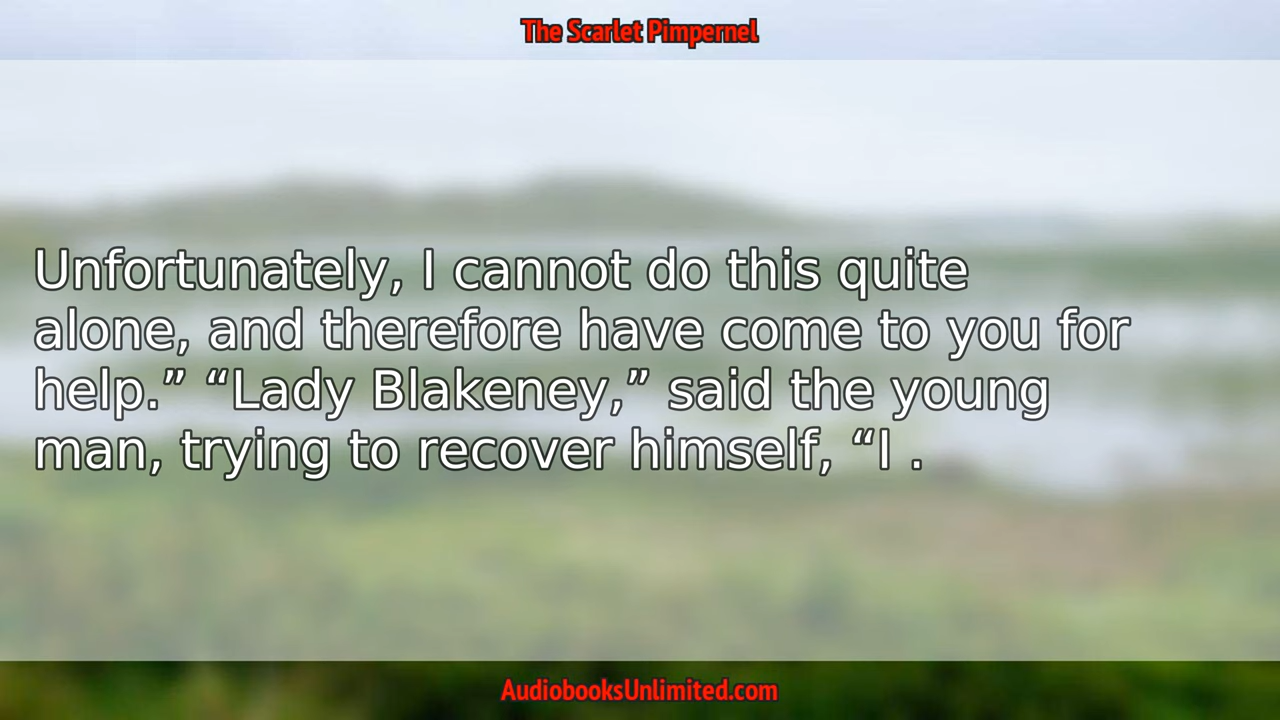 The Scarlet Pimpernel
Unfortunately, I cannot do this quite
alone, and therefore have come to you for
help.” “Lady Blakeney,” said the young
man, trying to recover himself, “I .
AudiobooksUnlimited.com